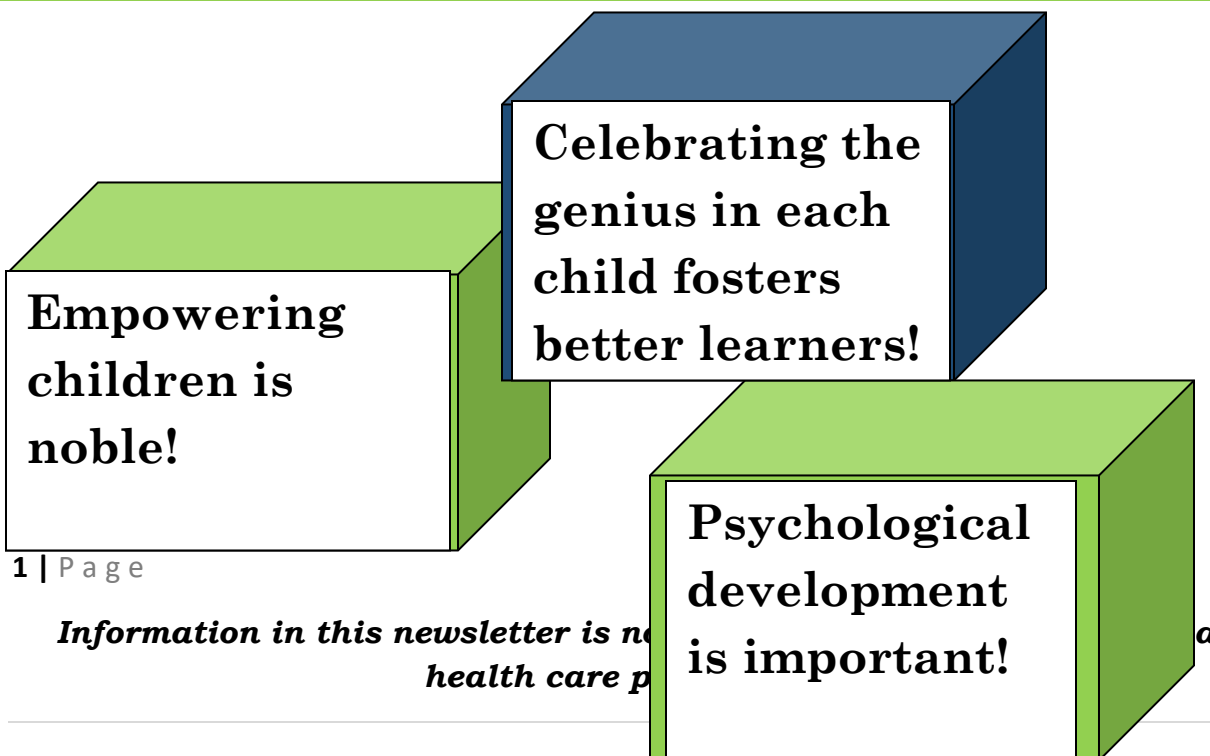 Celebrating the
genius in each
child fosters
better learners!
Empowering
children is
noble!
Psychological
development
is important!
1 | Page
Information in this newsletter is
health care